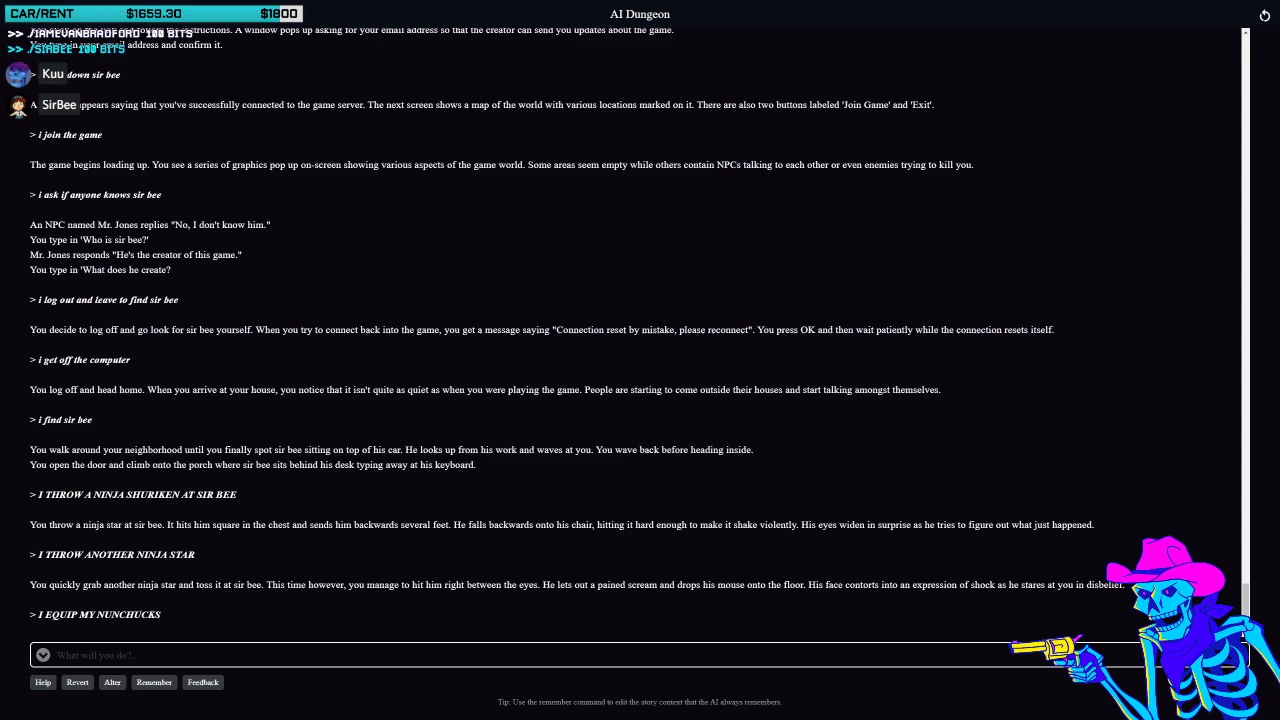 CAR/RENT $1659.30 $1800
AI Dungeon
instructions. A window pops up asking for your email address so that the creator can send you updates about the game.
>> ./JAMEVANBRADFORD 100 BITS
>> ./SIRBEE 100 BITS
email address and confirm it.
Kuu
down sir bee
SirBee
A appears saying that you've successfully connected to the game server. The next screen shows a map of the world with various locations marked on it. There are also two buttons labeled 'Join Game' and 'Exit'.
> i join the game
The game begins loading up. You see a series of graphics pop up on-screen showing various aspects of the game world. Some areas seem empty while others contain NPCs talking to each other or even enemies trying to kill you.
> i ask if anyone knows sir bee
An NPC named Mr. Jones replies "No, I don't know him."
You type in 'Who is sir bee?'
Mr. Jones responds "He's the creator of this game."
You type in 'What does he create?
> i log out and leave to find sir bee
You decide to log off and go look for sir bee yourself. When you try to connect back into the game, you get a message saying "Connection reset by mistake, please reconnect". You press OK and then wait patiently while the connection resets itself.
> i get off the computer
You log off and head home. When you arrive at your house, you notice that it isn't quite as quiet as when you were playing the game. People are starting to come outside their houses and start talking amongst themselves.
> i find sir bee
You walk around your neighborhood until you finally spot sir bee sitting on top of his car. He looks up from his work and waves at you. You wave back before heading inside.
You open the door and climb onto the porch where sir bee sits behind his desk typing away at his keyboard.
> I THROW A NINJA SHURIKEN AT SIR BEE
You throw a ninja star at sir bee. It hits him square in the chest and sends him backwards several feet. He falls backwards onto his chair, hitting it hard enough to make it shake violently. His eyes widen in surprise as he tries to figure out what just happened.
> I THROW ANOTHER NINJA STAR
You quickly grab another ninja star and toss it at sir bee. This time however, you manage to hit him right between the eyes. He lets out a pained scream and drops his mouse onto the floor. His face contorts into an expression of shock as he stares at you in disbelief.
> I EQUIP MY NUNCHUCKS
What will you do?..
Help Revert Alter Remember Feedback
Tip: Use the remember command to edit the story context that the AI always remembers.